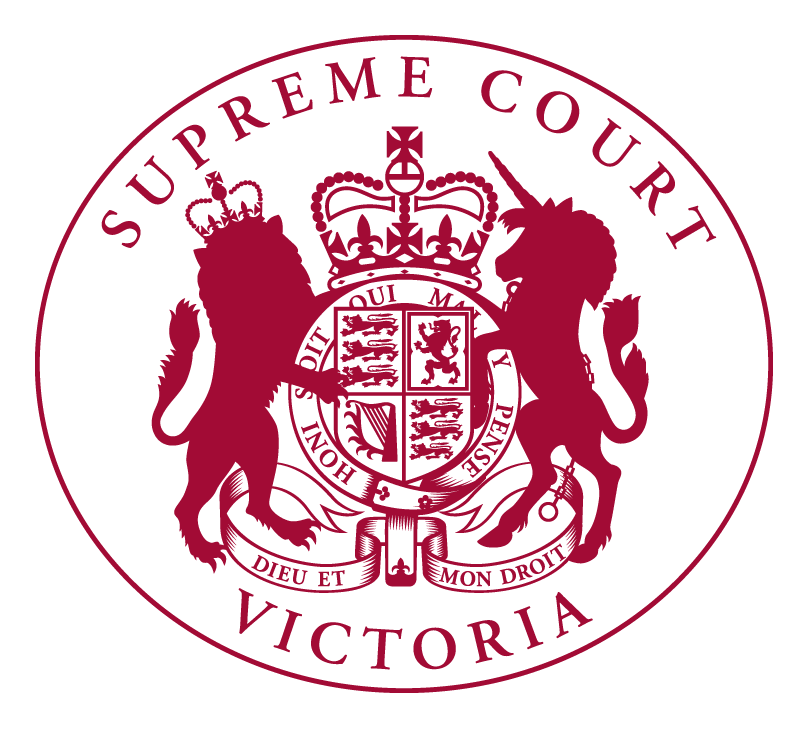 SUPREME COURT
HONI SOIT QUI MAL Y PENSE
DIEU ET MON DROIT
VICTORIA